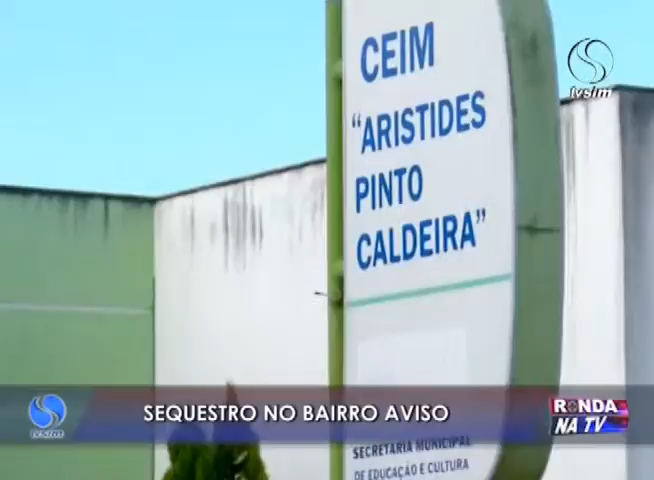 CEIM
"ARISTIDES
PINTO
CALDEIRA"
tvsim
SEQUESTRO NO BAIRRO AVISO
tvsim
RONDA
NA TV
SECRETARIA MUNICIPAL
DE EDUCAÇÃO E CULTURA